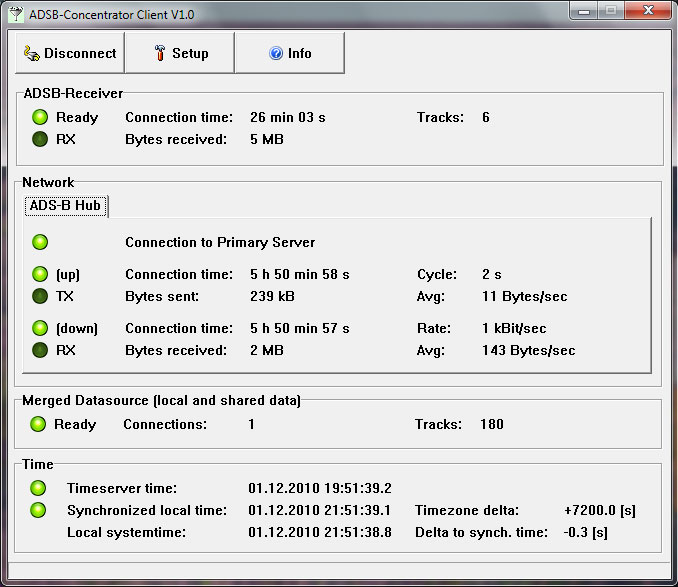 ADSB-Concentrator Client V1.0
Disconnect Setup Info
ADSB-Receiver
Ready Connection time: 26 min 03 s Tracks: 6
RX Bytes received: 5 MB
Network
ADS-B Hub
Connection to Primary Server
(up) Connection time: 5 h 50 min 58 s Cycle: 2 s
TX Bytes sent: 239 kB Avg: 11 Bytes/sec
(down) Connection time: 5 h 50 min 57 s Rate: 1 kBit/sec
RX Bytes received: 2 MB Avg: 143 Bytes/sec
Merged Datasource (local and shared data)
Ready Connections: 1 Tracks: 180
Time
Timeserver time: 01.12.2010 19:51:39.2
Synchronized local time: 01.12.2010 21:51:39.1 Timezone delta: +7200.0 [s]
Local systemtime: 01.12.2010 21:51:38.8 Delta to synch. time: -0.3 [s]